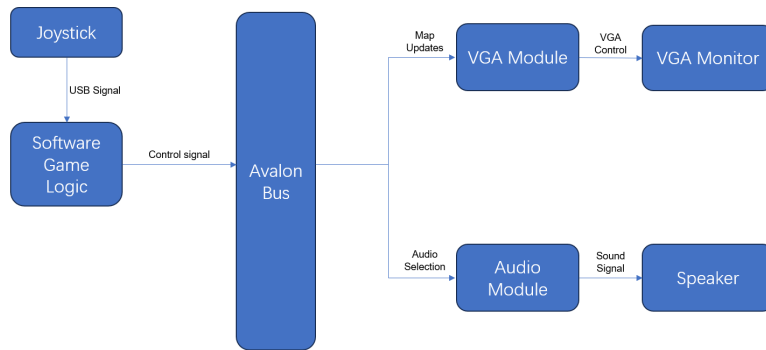 Joystick
USB Signal
Software
Game
Logic
Control signal
Avalon
Bus
Map
Updates
VGA Module
VGA
Control
VGA Monitor
Audio
Selection
Audio
Module
Sound
Signal
Speaker